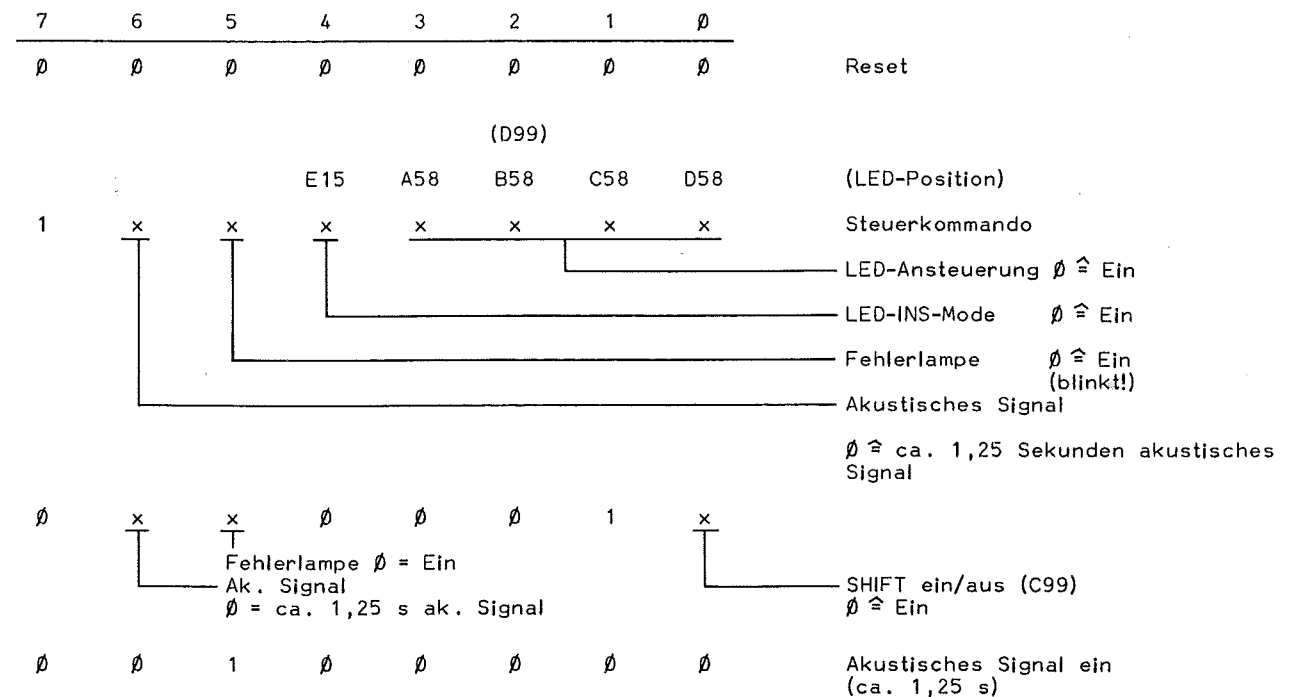 7 6 5 4 3 2 1 Ø
Ø Ø Ø Ø Ø Ø Ø Ø Reset
(D99)
E15 A58 B58 C58 D58 (LED-Position)
1 × × × × × × × Steuerkommando
LED-Ansteuerung Ø ≙ Ein
LED-INS-Mode Ø ≙ Ein
Fehlerlampe Ø ≙ Ein
(blinkt!)
Akustisches Signal
Ø ≙ ca. 1,25 Sekunden akustisches
Signal
Ø × × Ø Ø Ø 1 ×
Fehlerlampe Ø = Ein
Ak. Signal
Ø = ca. 1,25 s ak. Signal
SHIFT ein/aus (C99)
Ø ≙ Ein
Ø Ø 1 Ø Ø Ø Ø Ø Akustisches Signal ein
(ca. 1,25 s)